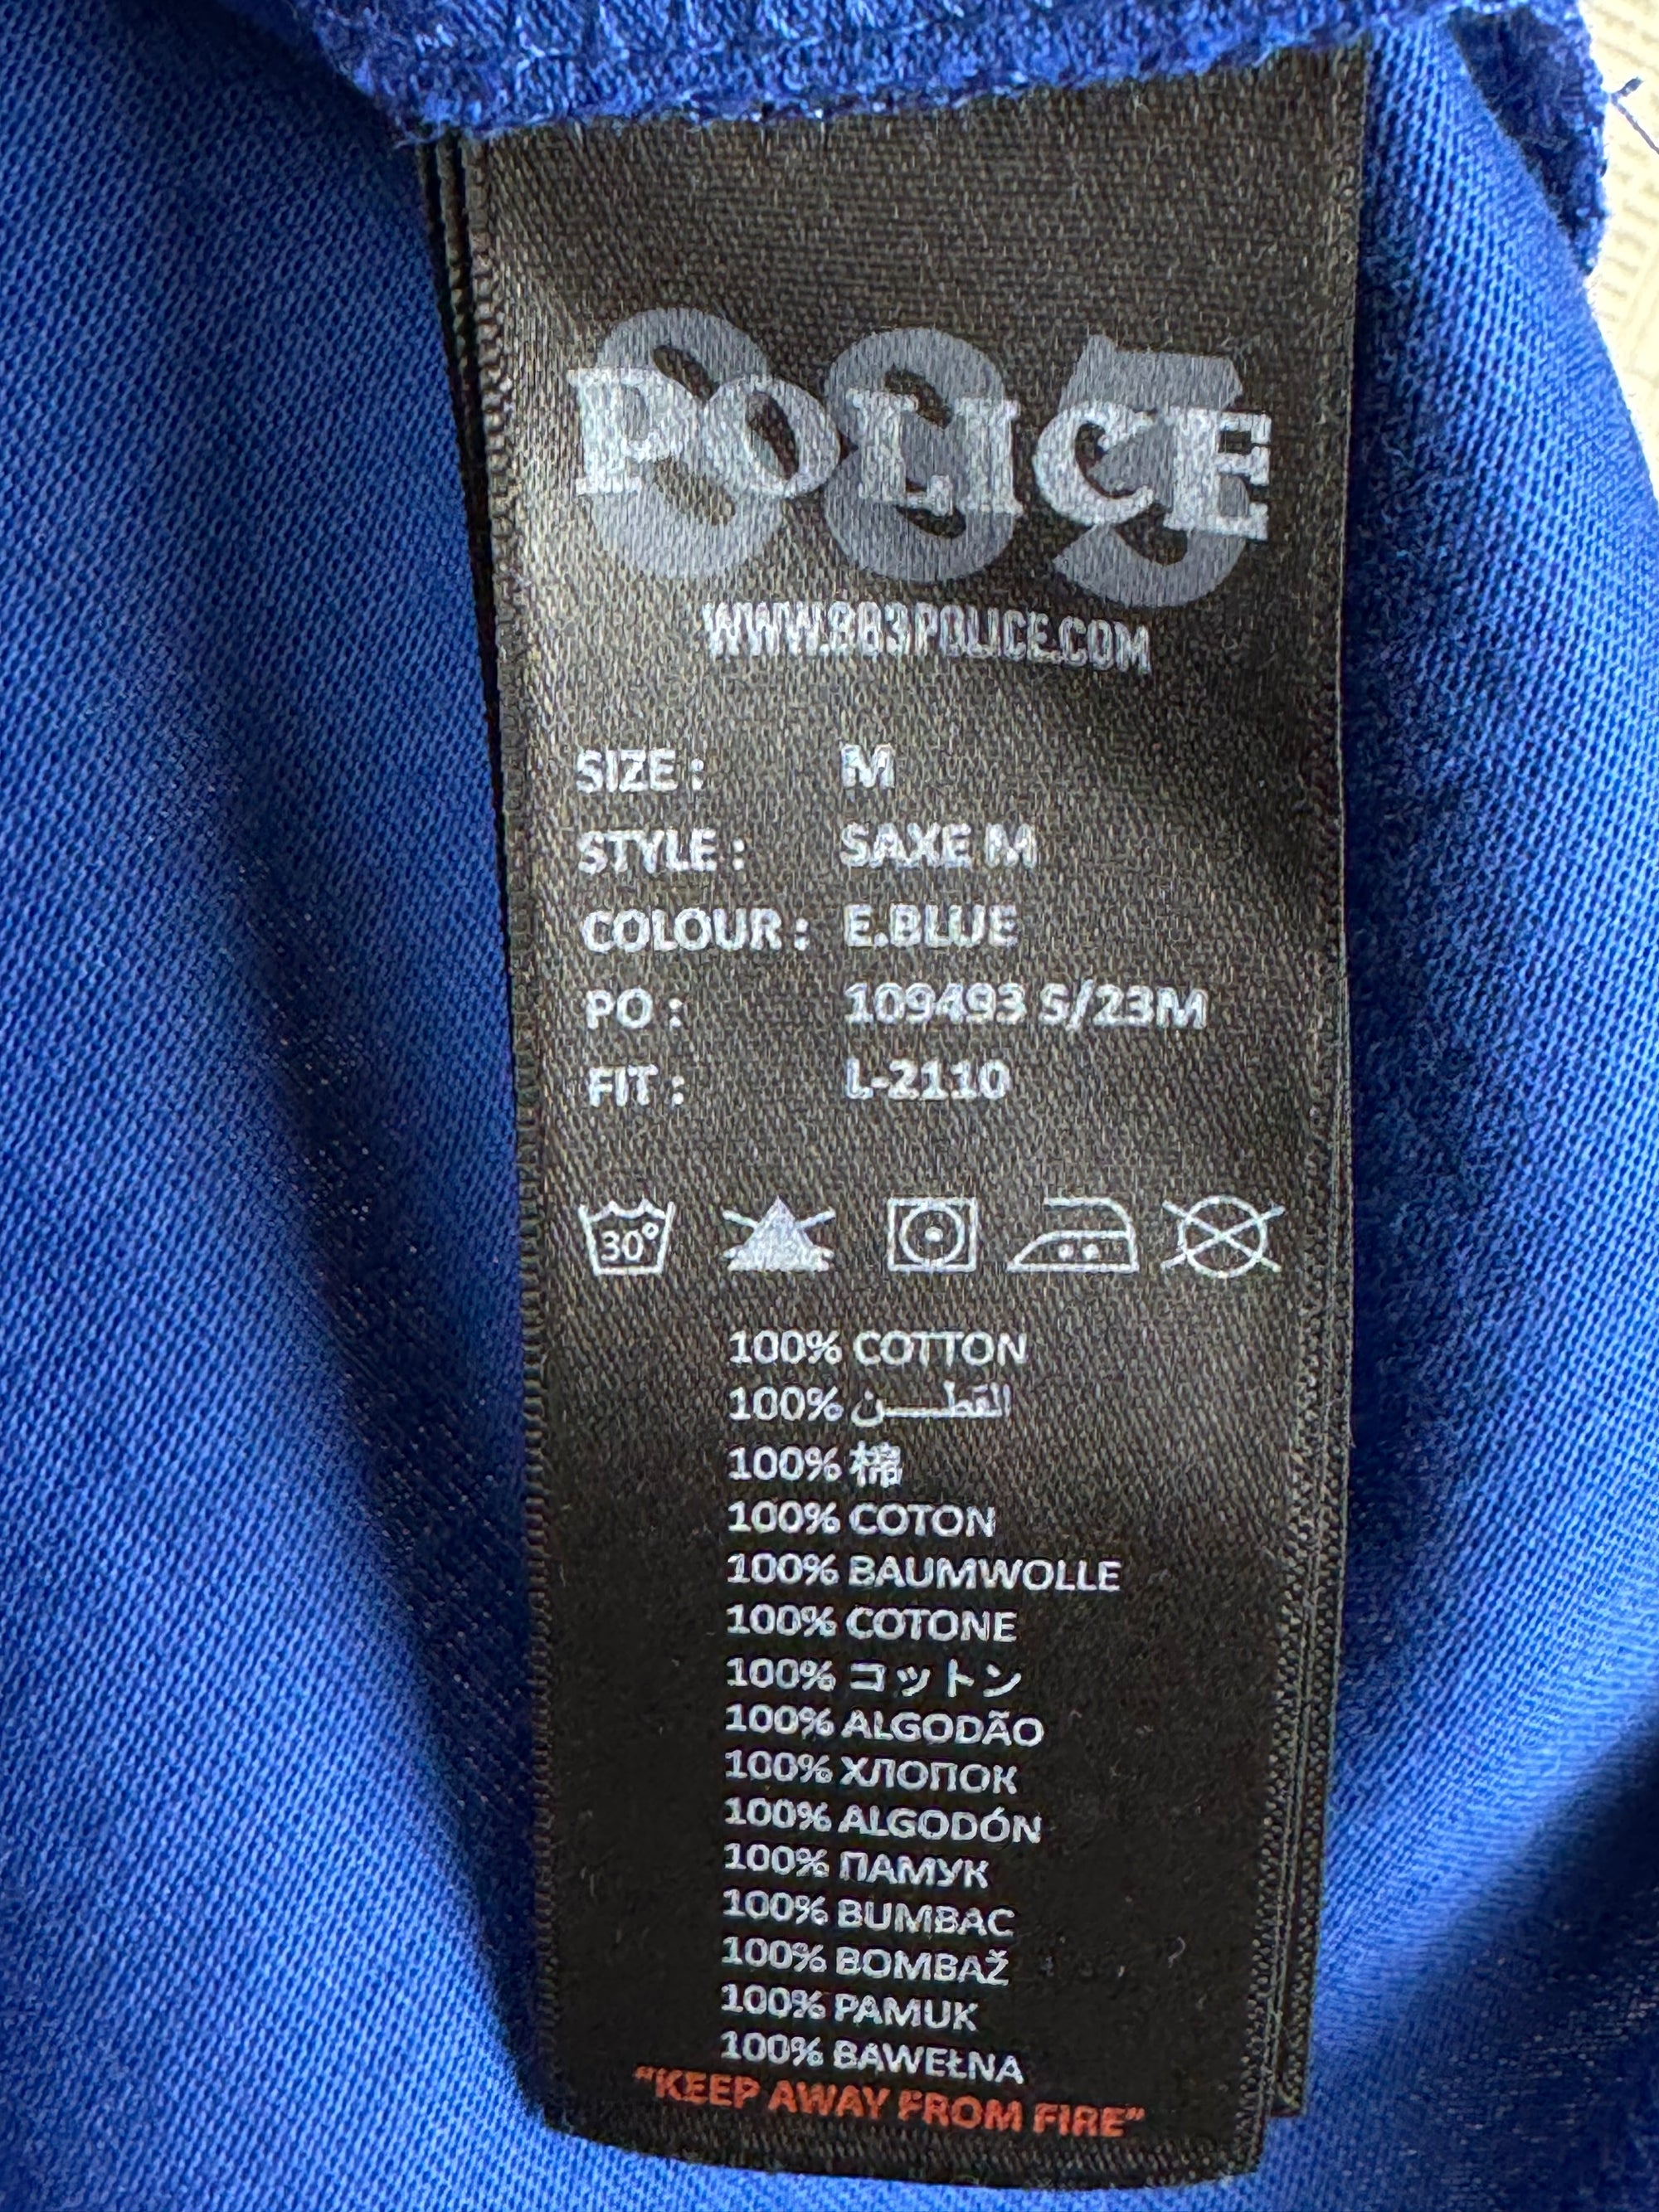 883
POLICE
WWW.883POLICE.COM
SIZE : M
STYLE : SAXE M
COLOUR : E.BLUE
PO : 109493 S/23M
FIT : L-2110
30°
100% COTTON
100% القطـــن
100% 棉
100% COTON
100% BAUMWOLLE
100% COTONE
100% コットン
100% ALGODÃO
100% ХЛОПОК
100% ALGODÓN
100% ПАМУК
100% BUMBAC
100% BOMBAŽ
100% PAMUK
100% BAWEŁNA
"KEEP AWAY FROM FIRE"